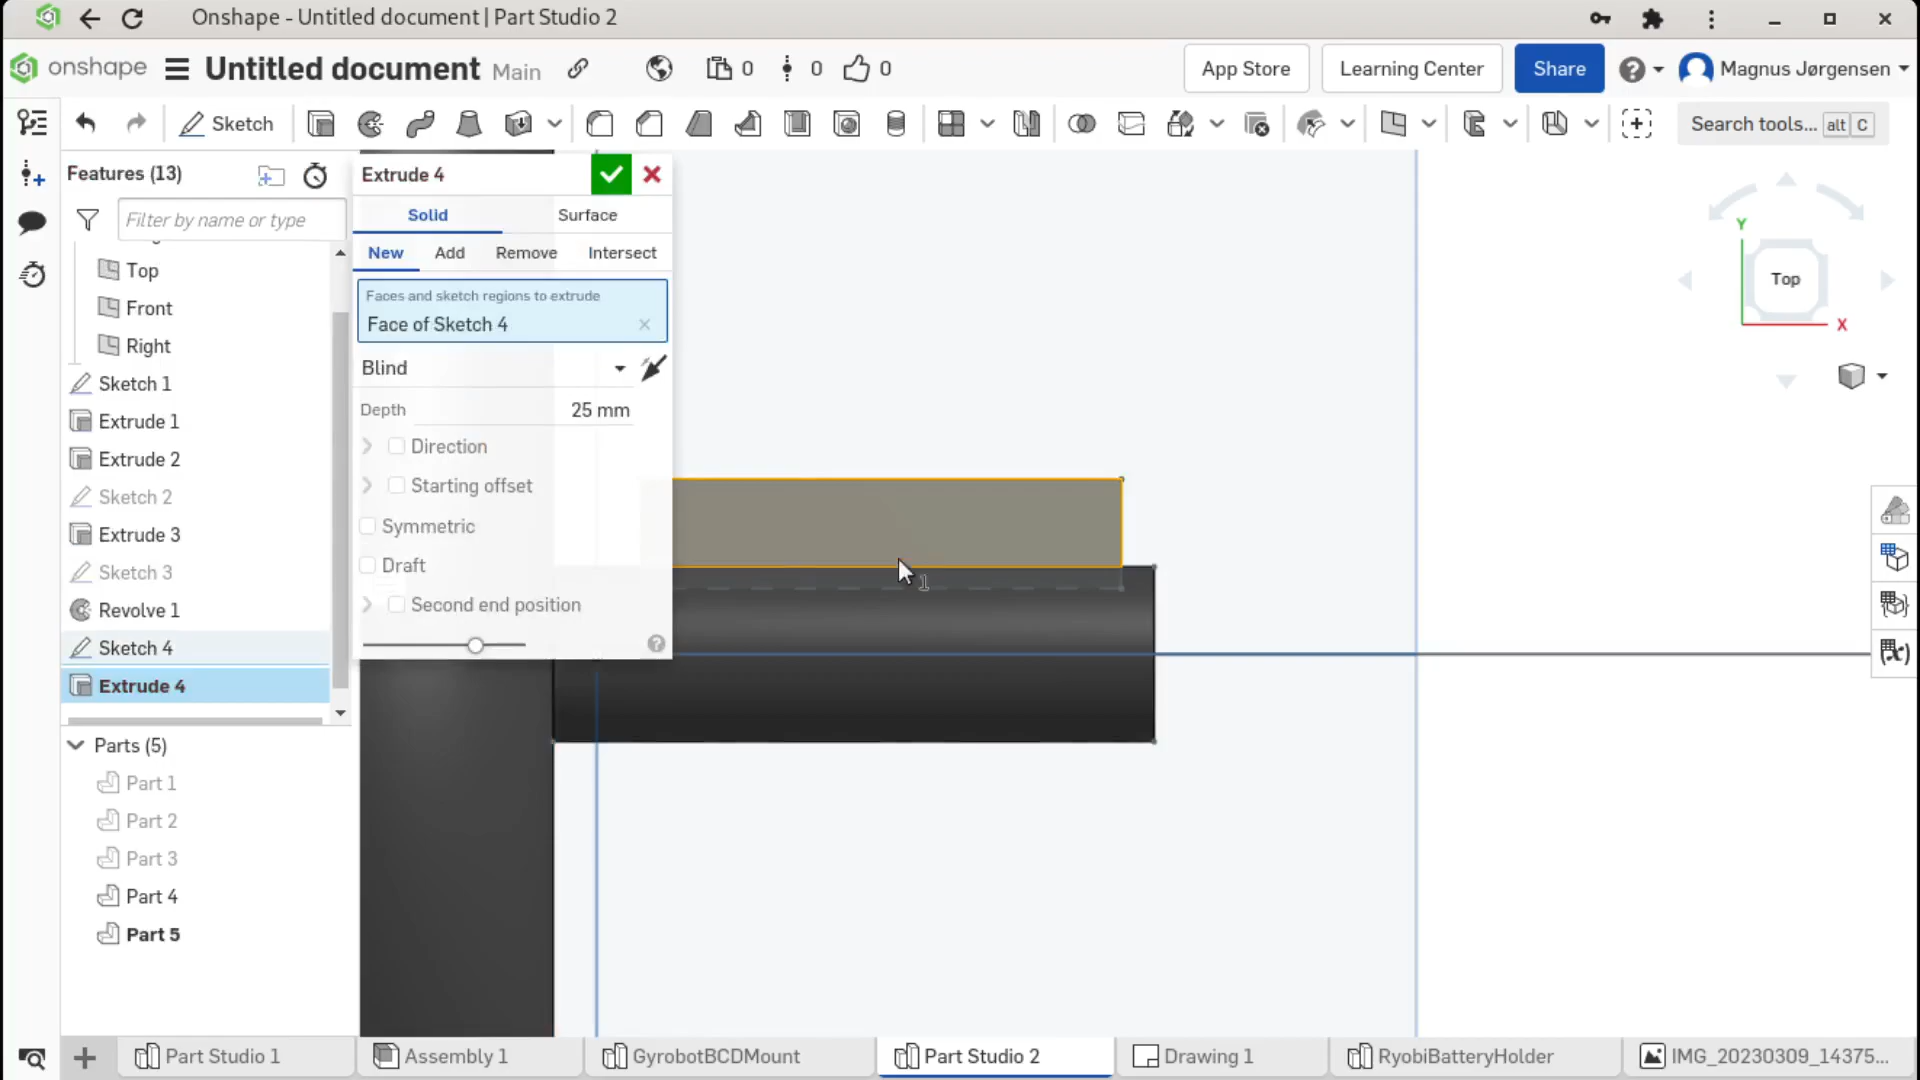 Onshape - Untitled document | Part Studio 2
onshape Untitled document Main 0 0 0 App Store Learning Center Share ? Magnus Jørgensen
Sketch Search tools... alt C
Features (13)
Filter by name or type
Top
Front
Right
Sketch 1
Extrude 1
Extrude 2
Sketch 2
Extrude 3
Sketch 3
Revolve 1
Sketch 4
Extrude 4
Parts (5)
Part 1
Part 2
Part 3
Part 4
Part 5
Extrude 4
Solid Surface
New Add Remove Intersect
Faces and sketch regions to extrude
Face of Sketch 4
Blind
Depth 25 mm
Direction
Starting offset
Symmetric
Draft
Second end position
?
1
Y
Top
X
(x)
Part Studio 1 Assembly 1 GyrobotBCDMount Part Studio 2 Drawing 1 RyobiBatteryHolder IMG_20230309_14375...